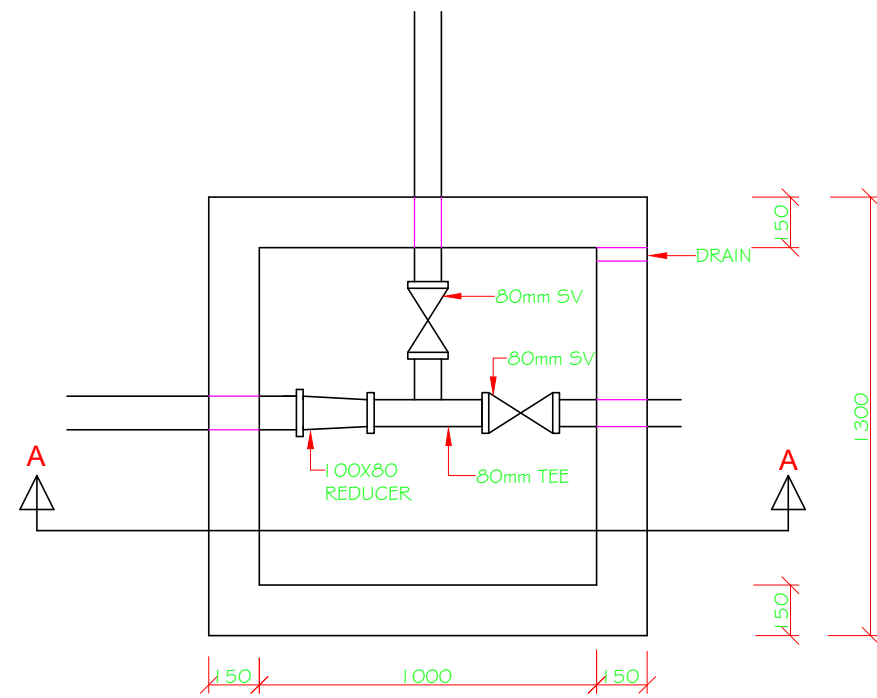 150
DRAIN
80mm SV
80mm SV
1300
A
A
100X80
REDUCER
80mm TEE
150
150
1000
150